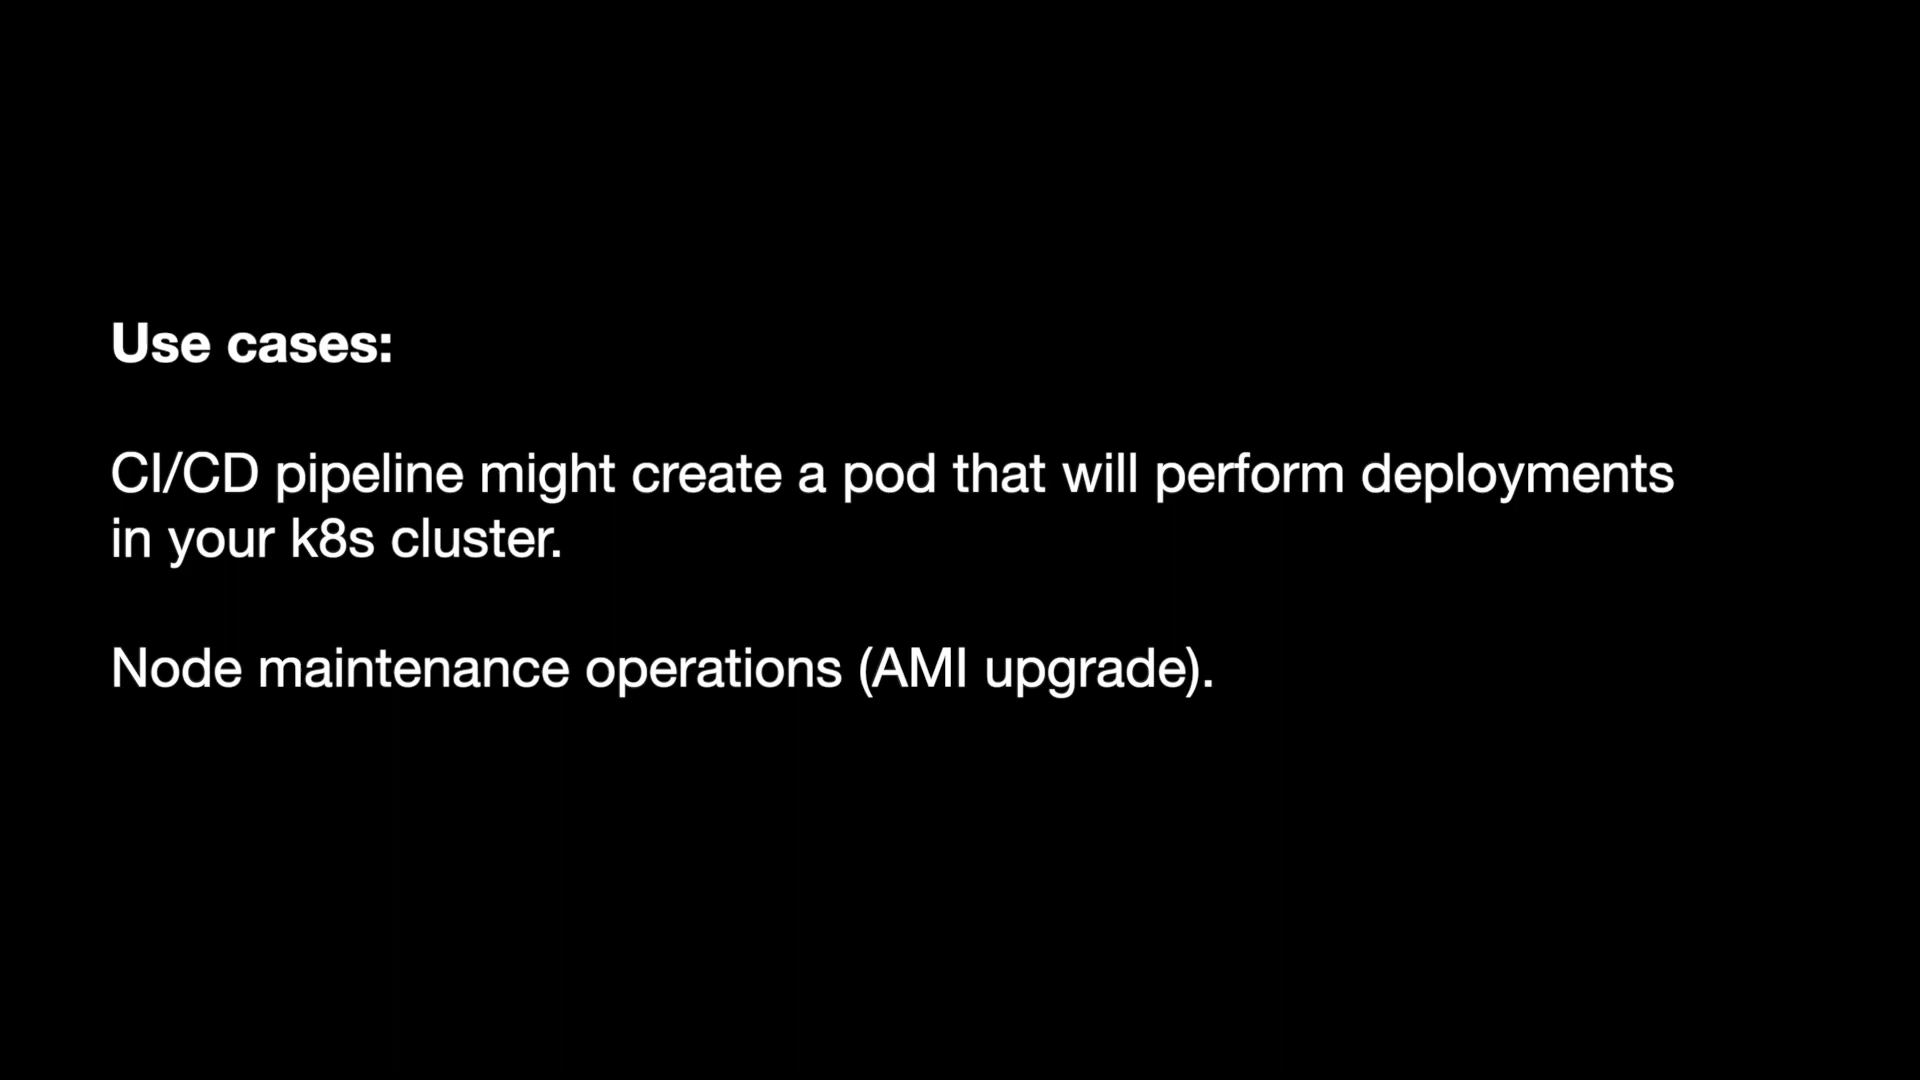 Use cases:
CI/CD pipeline might create a pod that will perform deployments
in your k8s cluster.
Node maintenance operations (AMI upgrade).